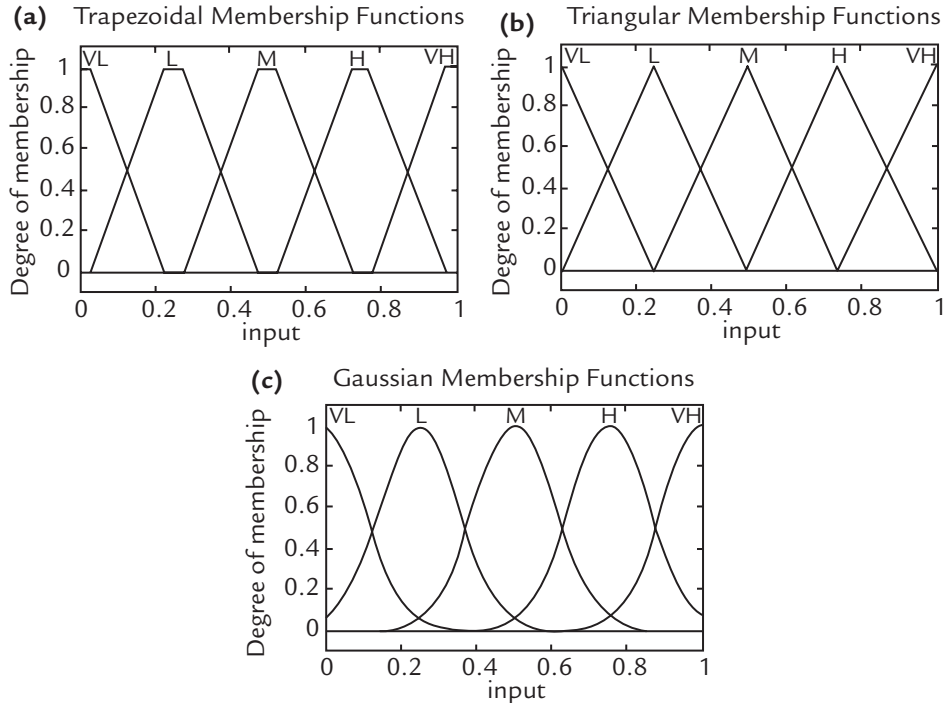 (a) Trapezoidal Membership Functions
VL L M H VH
Degree of membership
1
0.8
0.6
0.4
0.2
0
0 0.2 0.4 0.6 0.8 1
input
(b) Triangular Membership Functions
VL L M H VH
Degree of membership
1
0.8
0.6
0.4
0.2
0
0 0.2 0.4 0.6 0.8 1
input
(c) Gaussian Membership Functions
VL L M H VH
Degree of membership
1
0.8
0.6
0.4
0.2
0
0 0.2 0.4 0.6 0.8 1
input